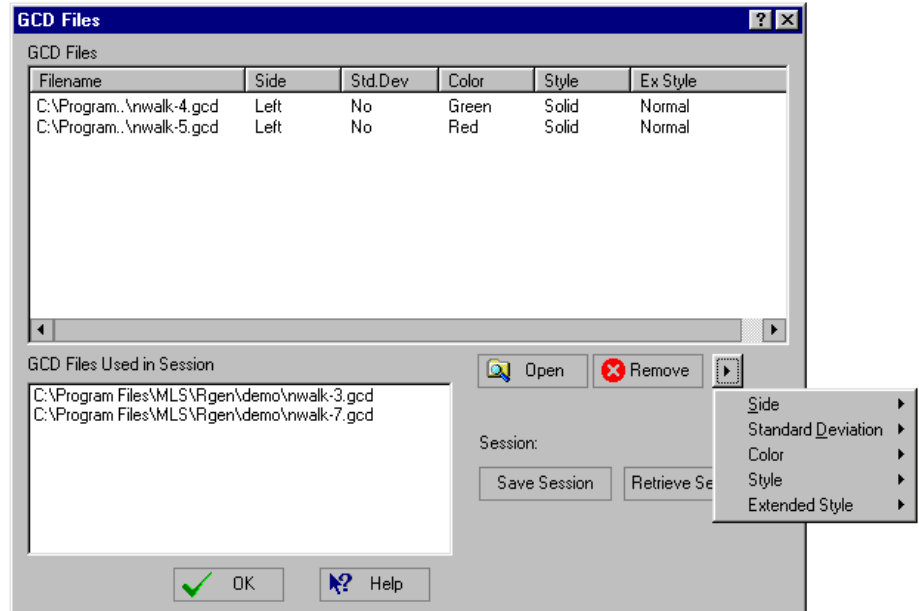 GCD Files
GCD Files
Filename Side Std.Dev Color Style Ex Style
C:\Program..\nwalk-4.gcd Left No Green Solid Normal
C:\Program..\nwalk-5.gcd Left No Red Solid Normal
GCD Files Used in Session
Open Remove
C:\Program Files\MLS\Rgen\demo\nwalk-3.gcd
C:\Program Files\MLS\Rgen\demo\nwalk-7.gcd
Side
Standard Deviation
Color
Style
Extended Style
Session:
Save Session Retrieve Se
OK Help